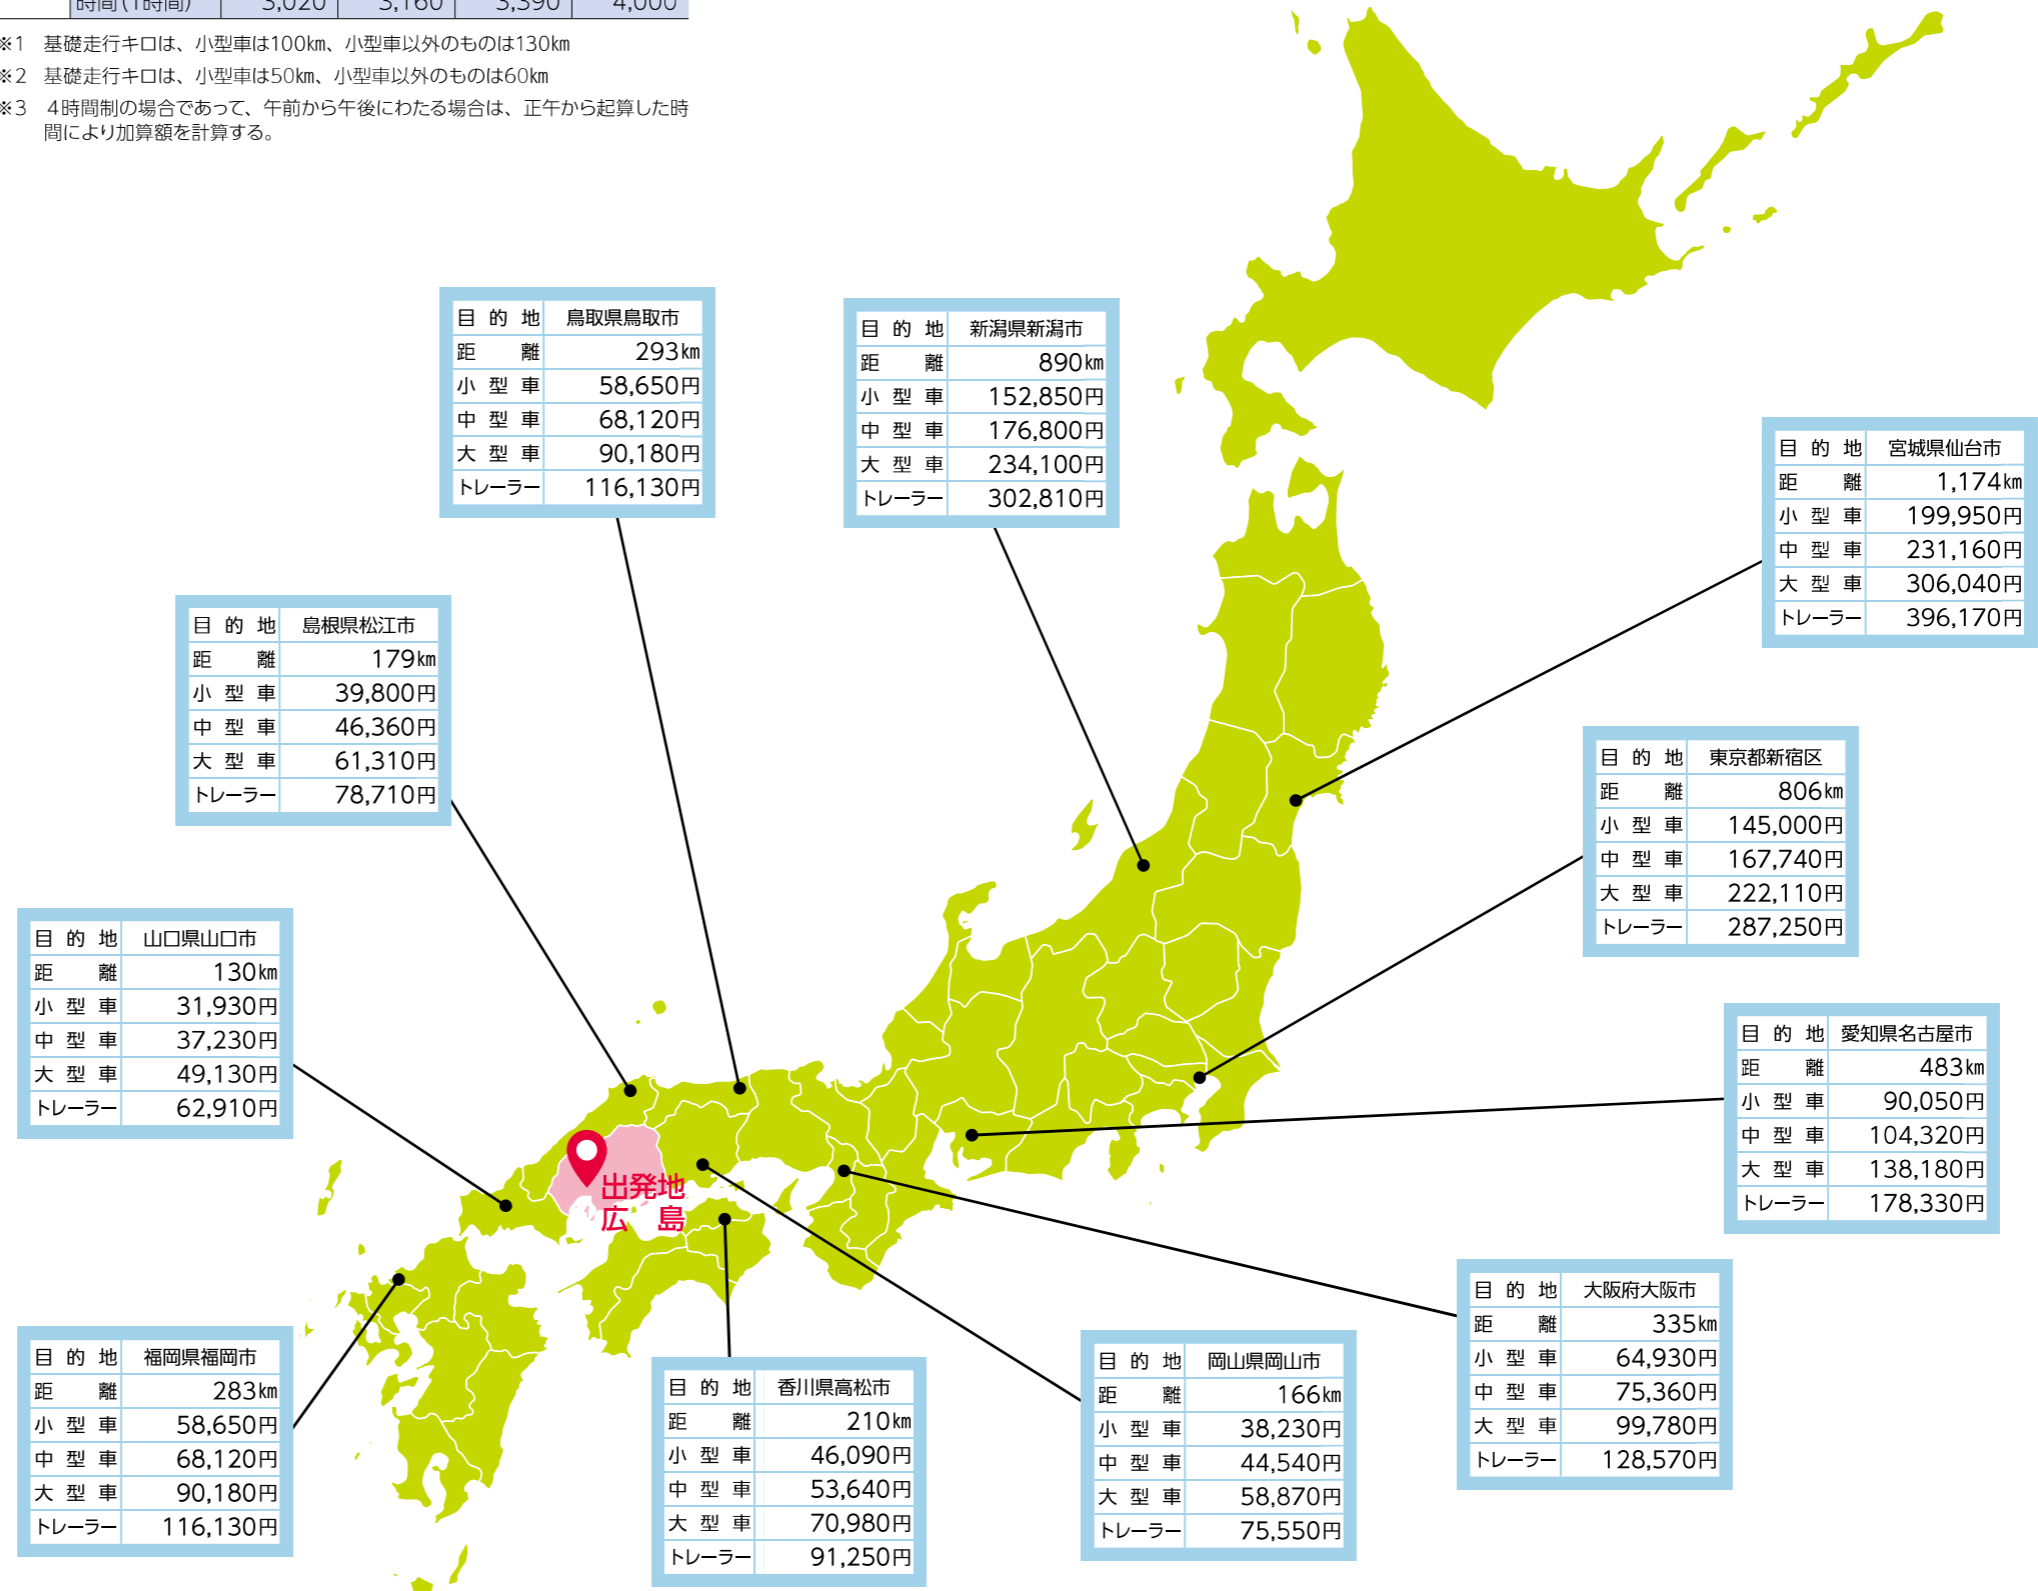 時間(1時間) 3,020 3,160 3,390 4,000
※1 基礎走行キロは、小型車は100㎞、小型車以外のものは130㎞
※2 基礎走行キロは、小型車は50㎞、小型車以外のものは60㎞
※3 4時間制の場合であって、午前から午後にわたる場合は、正午から起算した時
間により加算額を計算する。
目的地 鳥取県鳥取市
距離 293㎞
小型車 58,650円
中型車 68,120円
大型車 90,180円
トレーラー 116,130円
目的地 新潟県新潟市
距離 890㎞
小型車 152,850円
中型車 176,800円
大型車 234,100円
トレーラー 302,810円
目的地 宮城県仙台市
距離 1,174㎞
小型車 199,950円
中型車 231,160円
大型車 306,040円
トレーラー 396,170円
目的地 島根県松江市
距離 179㎞
小型車 39,800円
中型車 46,360円
大型車 61,310円
トレーラー 78,710円
目的地 東京都新宿区
距離 806㎞
小型車 145,000円
中型車 167,740円
大型車 222,110円
トレーラー 287,250円
目的地 山口県山口市
距離 130㎞
小型車 31,930円
中型車 37,230円
大型車 49,130円
トレーラー 62,910円
目的地 愛知県名古屋市
距離 483㎞
小型車 90,050円
中型車 104,320円
大型車 138,180円
トレーラー 178,330円
出発地
広島
目的地 大阪府大阪市
距離 335㎞
小型車 64,930円
中型車 75,360円
大型車 99,780円
トレーラー 128,570円
目的地 福岡県福岡市
距離 283㎞
小型車 58,650円
中型車 68,120円
大型車 90,180円
トレーラー 116,130円
目的地 香川県高松市
距離 210㎞
小型車 46,090円
中型車 53,640円
大型車 70,980円
トレーラー 91,250円
目的地 岡山県岡山市
距離 166㎞
小型車 38,230円
中型車 44,540円
大型車 58,870円
トレーラー 75,550円